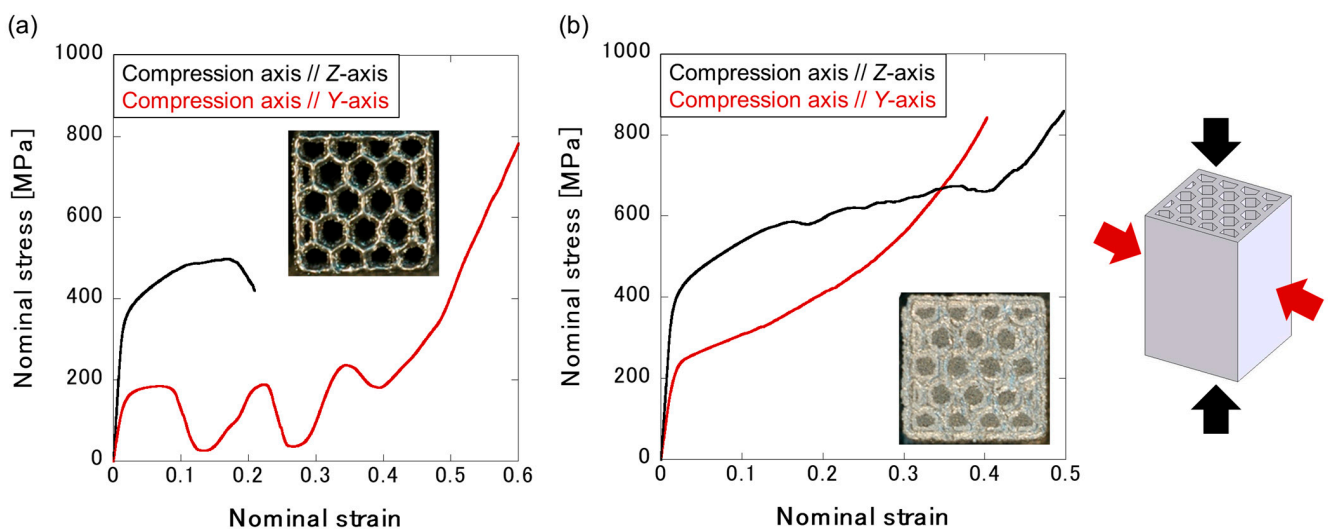 (a)
1000
800
600
400
200
0
Nominal stress [MPa]
Compression axis // Z-axis
Compression axis // Y-axis
0 0.1 0.2 0.3 0.4 0.5 0.6
Nominal strain
(b)
1000
800
600
400
200
0
Nominal stress [MPa]
Compression axis // Z-axis
Compression axis // Y-axis
0 0.1 0.2 0.3 0.4 0.5
Nominal strain